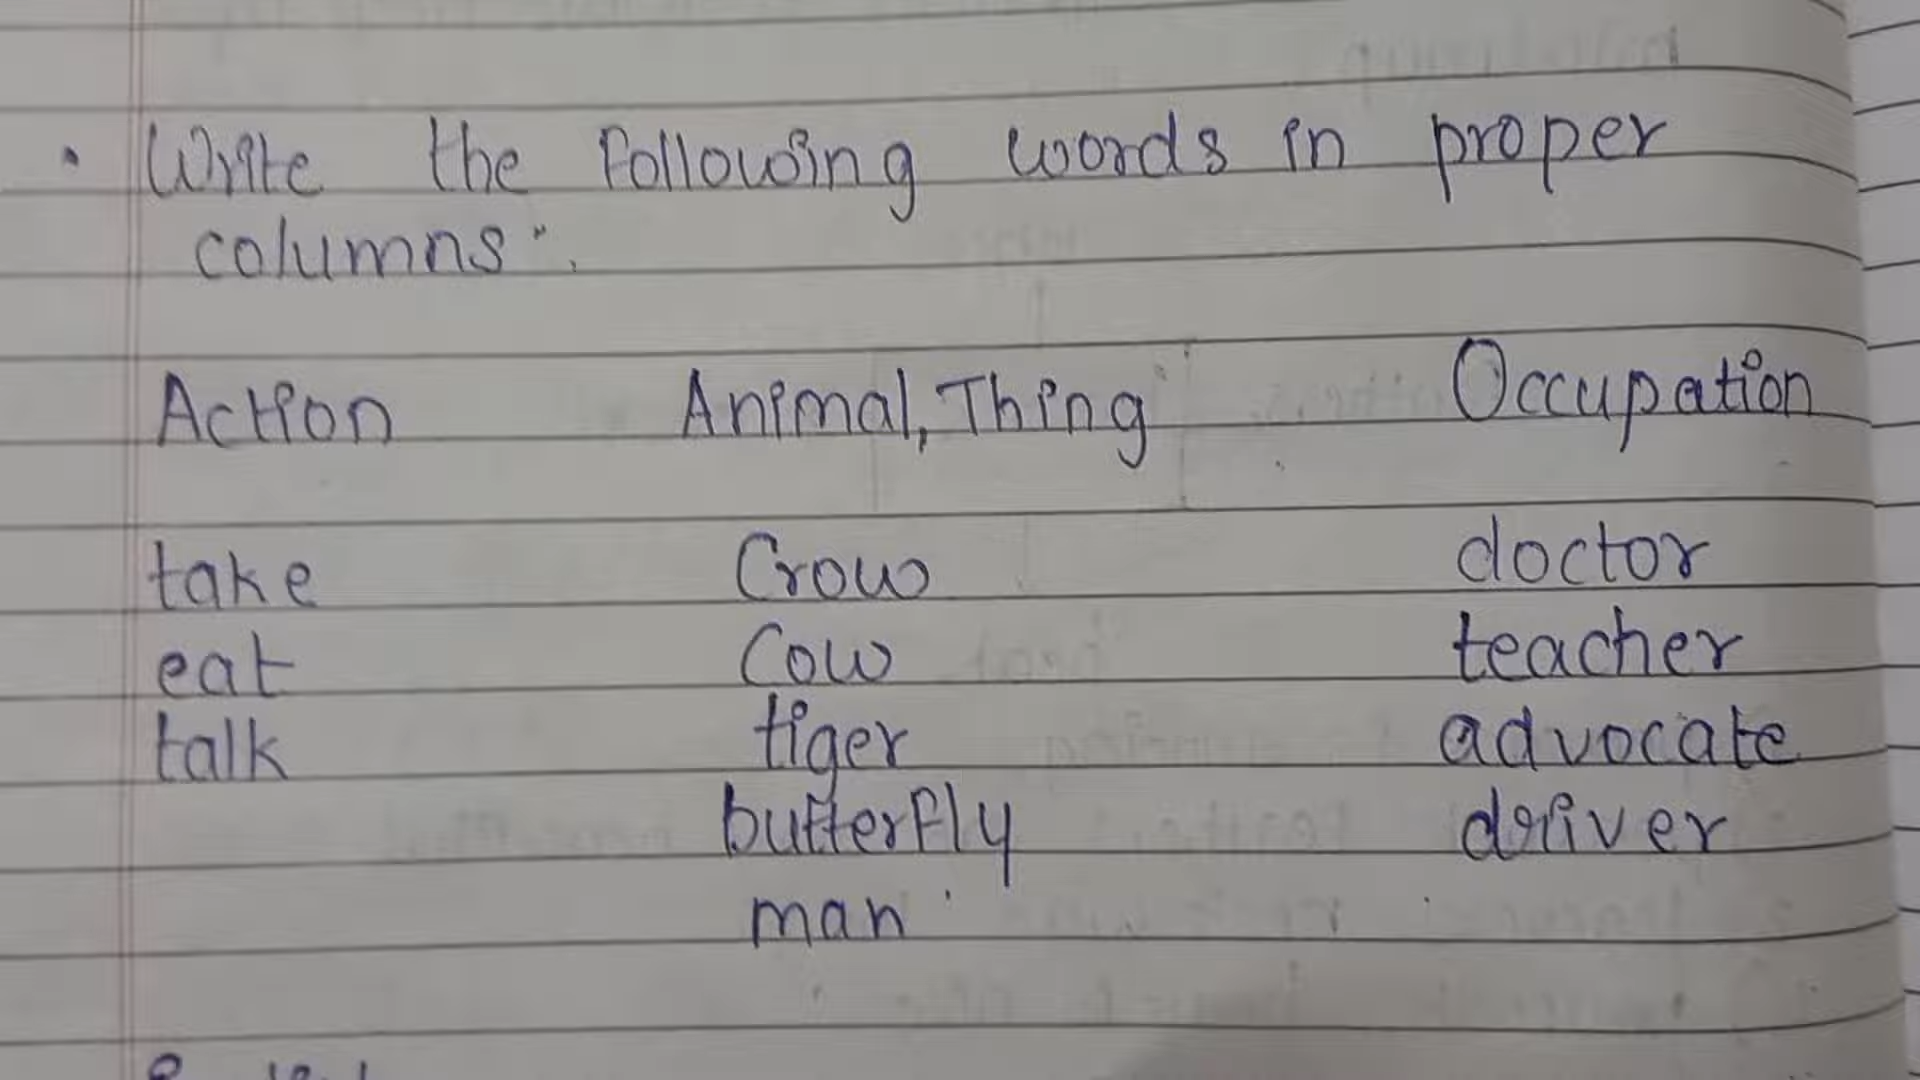 • Write the following words in proper
columns:
Action Animal, Thing Occupation
take Crow doctor
eat Cow teacher
talk tiger advocate
butterfly driver
man